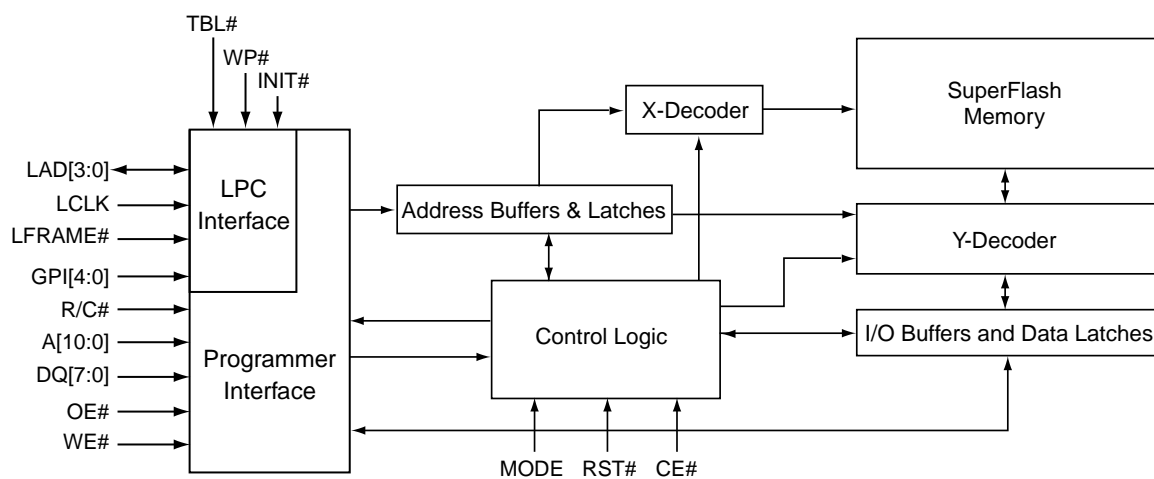 TBL#
WP#
INIT#
LAD[3:0]
LCLK
LFRAME#
GPI[4:0]
R/C#
A[10:0]
DQ[7:0]
OE#
WE#
LPC
Interface
Programmer
Interface
Address Buffers & Latches
X-Decoder
SuperFlash
Memory
Y-Decoder
Control Logic
I/O Buffers and Data Latches
MODE
RST#
CE#